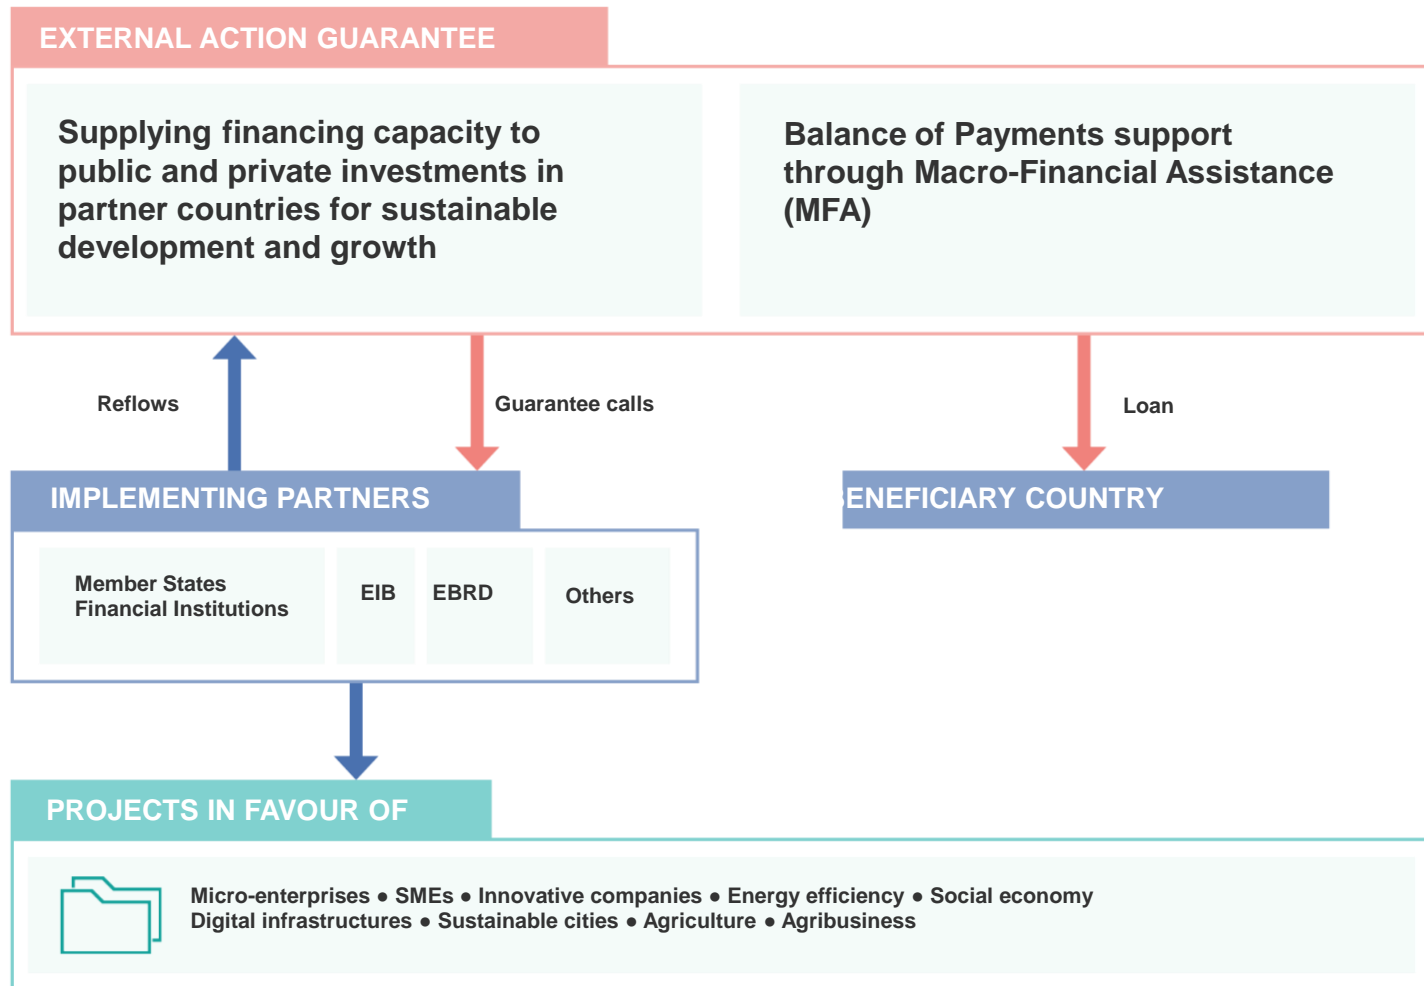 EXTERNAL ACTION GUARANTEE
Supplying financing capacity to
public and private investments in
partner countries for sustainable
development and growth
Balance of Payments support
through Macro-Financial Assistance
(MFA)
Reflows
Guarantee calls
Loan
IMPLEMENTING PARTNERS
ENEFICIARY COUNTRY
Member States
Financial Institutions
EIB
EBRD
Others
PROJECTS IN FAVOUR OF
Micro-enterprises ● SMEs ● Innovative companies ● Energy efficiency ● Social economy
Digital infrastructures ● Sustainable cities ● Agriculture ● Agribusiness